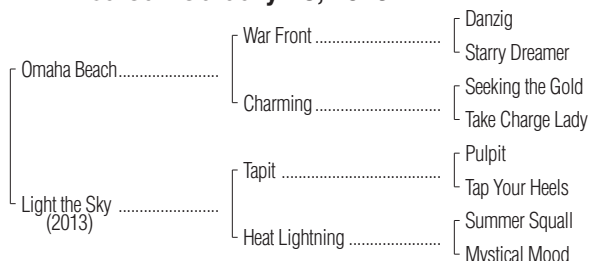 War Front ........................................
Danzig
Starry Dreamer
Omaha Beach................................
Charming ........................................
Seeking the Gold
Take Charge Lady
Tapit ..................................................
Pulpit
Tap Your Heels
Light the Sky ................................
(2013)
Heat Lightning ..............................
Summer Squall
Mystical Mood